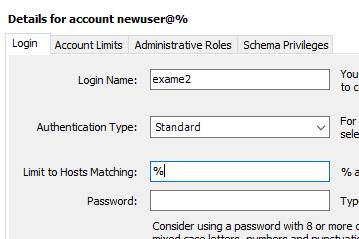 Details for account newuser@%
Login Account Limits Administrative Roles Schema Privileges
Login Name: exame2 You
to c
Authentication Type: Standard For
sele
Limit to Hosts Matching: % % a
Password: Type
Consider using a password with 8 or more c
mixed case letters, numbers and punctuatio